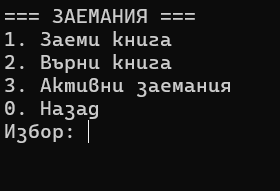 === ЗАЕМАНИЯ ===
1. Заеми книга
2. Върни книга
3. Активни заемания
0. Назад
Избор: